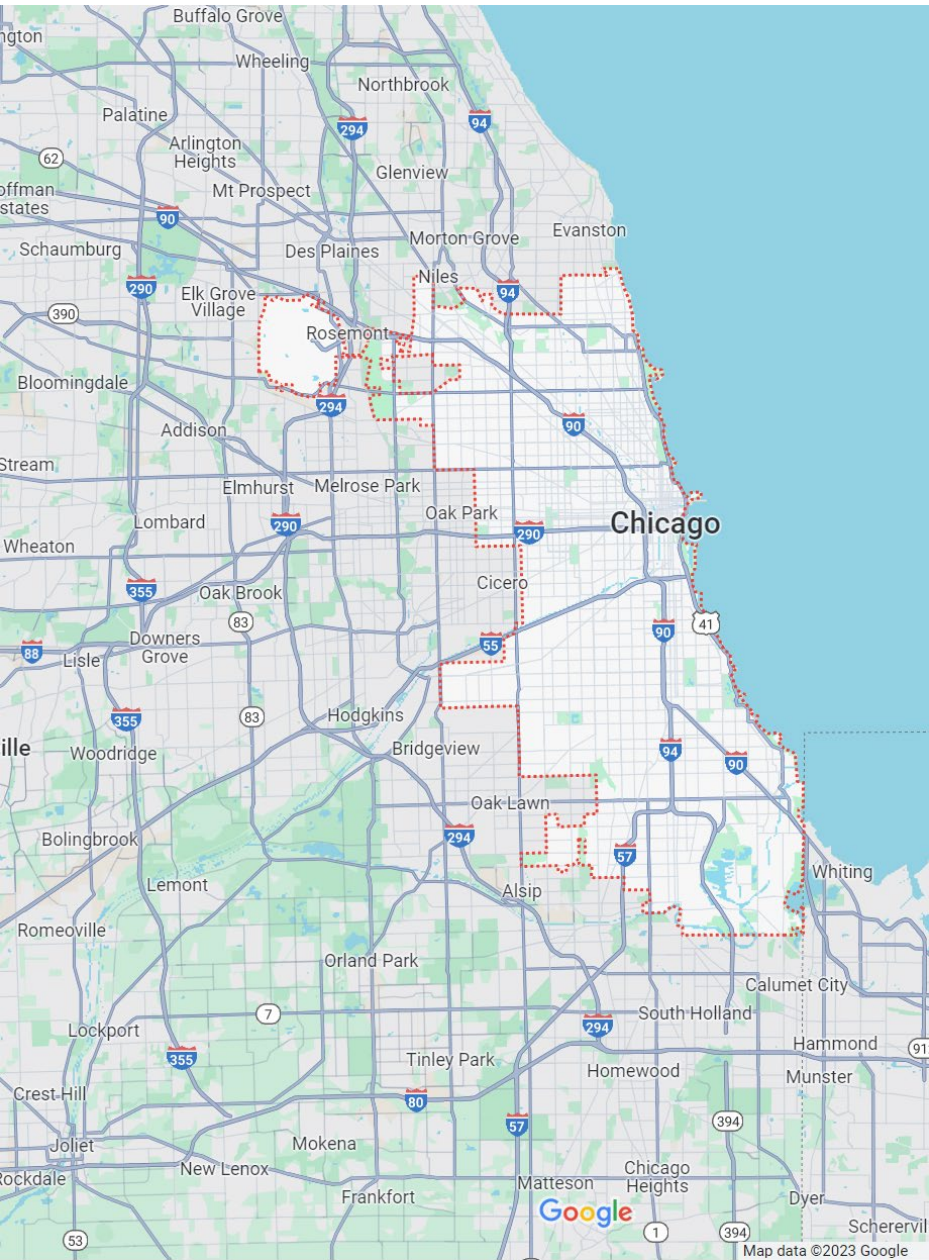 Buffalo Grove
ngton
Wheeling
Northbrook
Palatine
294
94
Arlington
Heights
62
Glenview
offman
states
Mt Prospect
90
Evanston
Morton Grove
Schaumburg
Des Plaines
Niles
290
Elk Grove
Village
94
390
Rosemont
Bloomingdale
294
90
Addison
Stream
Elmhurst
Melrose Park
Oak Park
Lombard
290
290
Chicago
Wheaton
Cicero
355
Oak Brook
83
41
90
Downers
Grove
55
88
Lisle
83
Hodgkins
355
ille
Woodridge
Bridgeview
94
90
Oak Lawn
Bolingbrook
294
57
Whiting
Lemont
Alsip
Romeoville
Orland Park
Calumet City
7
South Holland
Lockport
294
Hammond
912
355
Tinley Park
Homewood
Munster
Crest Hill
80
394
57
Joliet
Mokena
New Lenox
Rockdale
Matteson
Chicago
Heights
Frankfort
Dyer
Google
Scherervil
53
1
394
Map data ©2023 Google